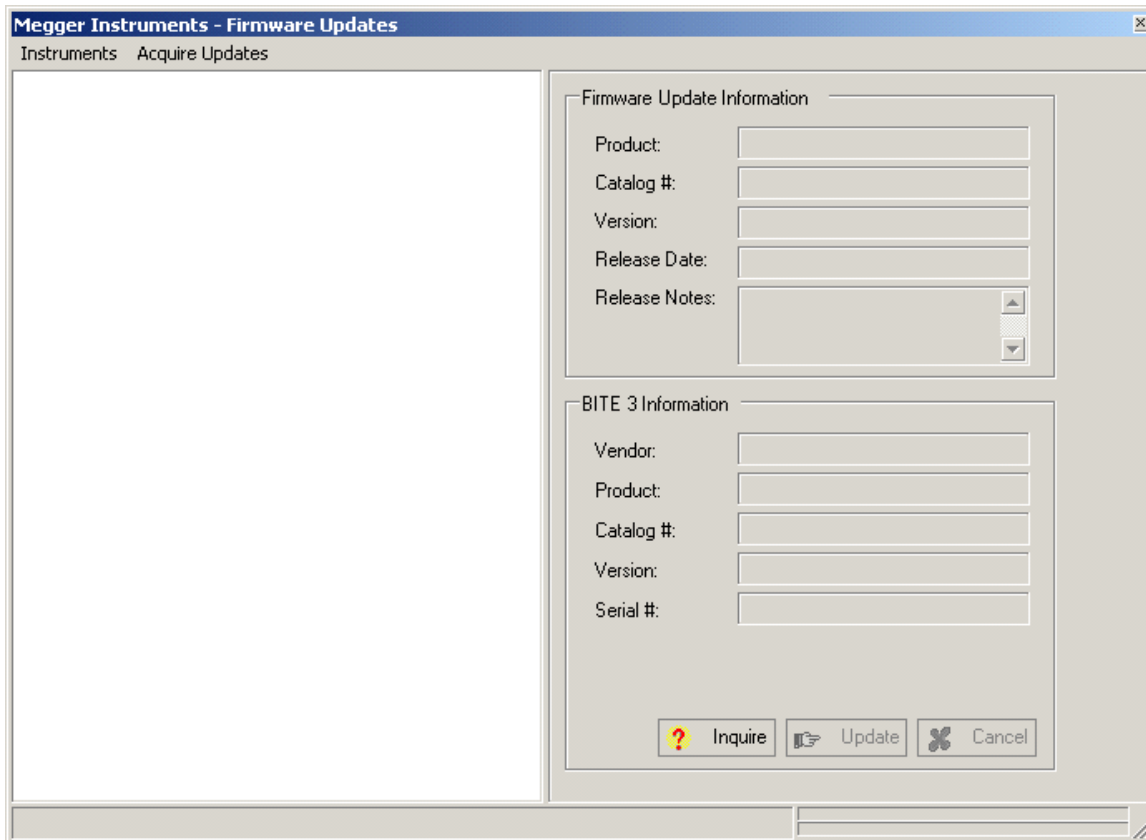 Megger Instruments - Firmware Updates
Instruments Acquire Updates
Firmware Update Information
Product:
Catalog #:
Version:
Release Date:
Release Notes:
BITE 3 Information
Vendor:
Product:
Catalog #:
Version:
Serial #:
? Inquire Update Cancel